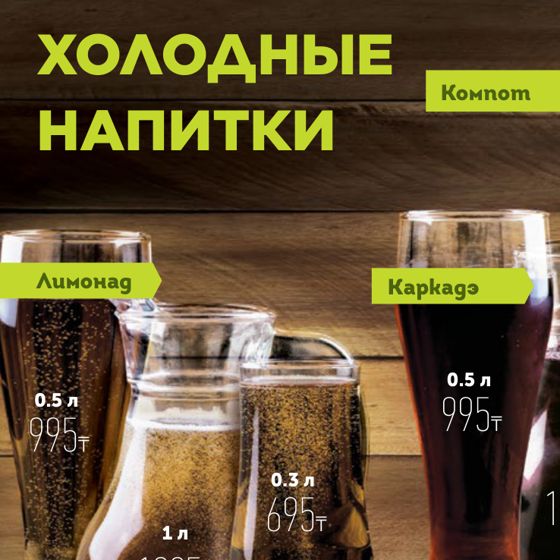 ХОЛОДНЫЕ
НАПИТКИ
Компот
Лимонад
Каркадэ
0.5 л
995₸
0.5 л
995₸
0.3 л
695₸
1 л